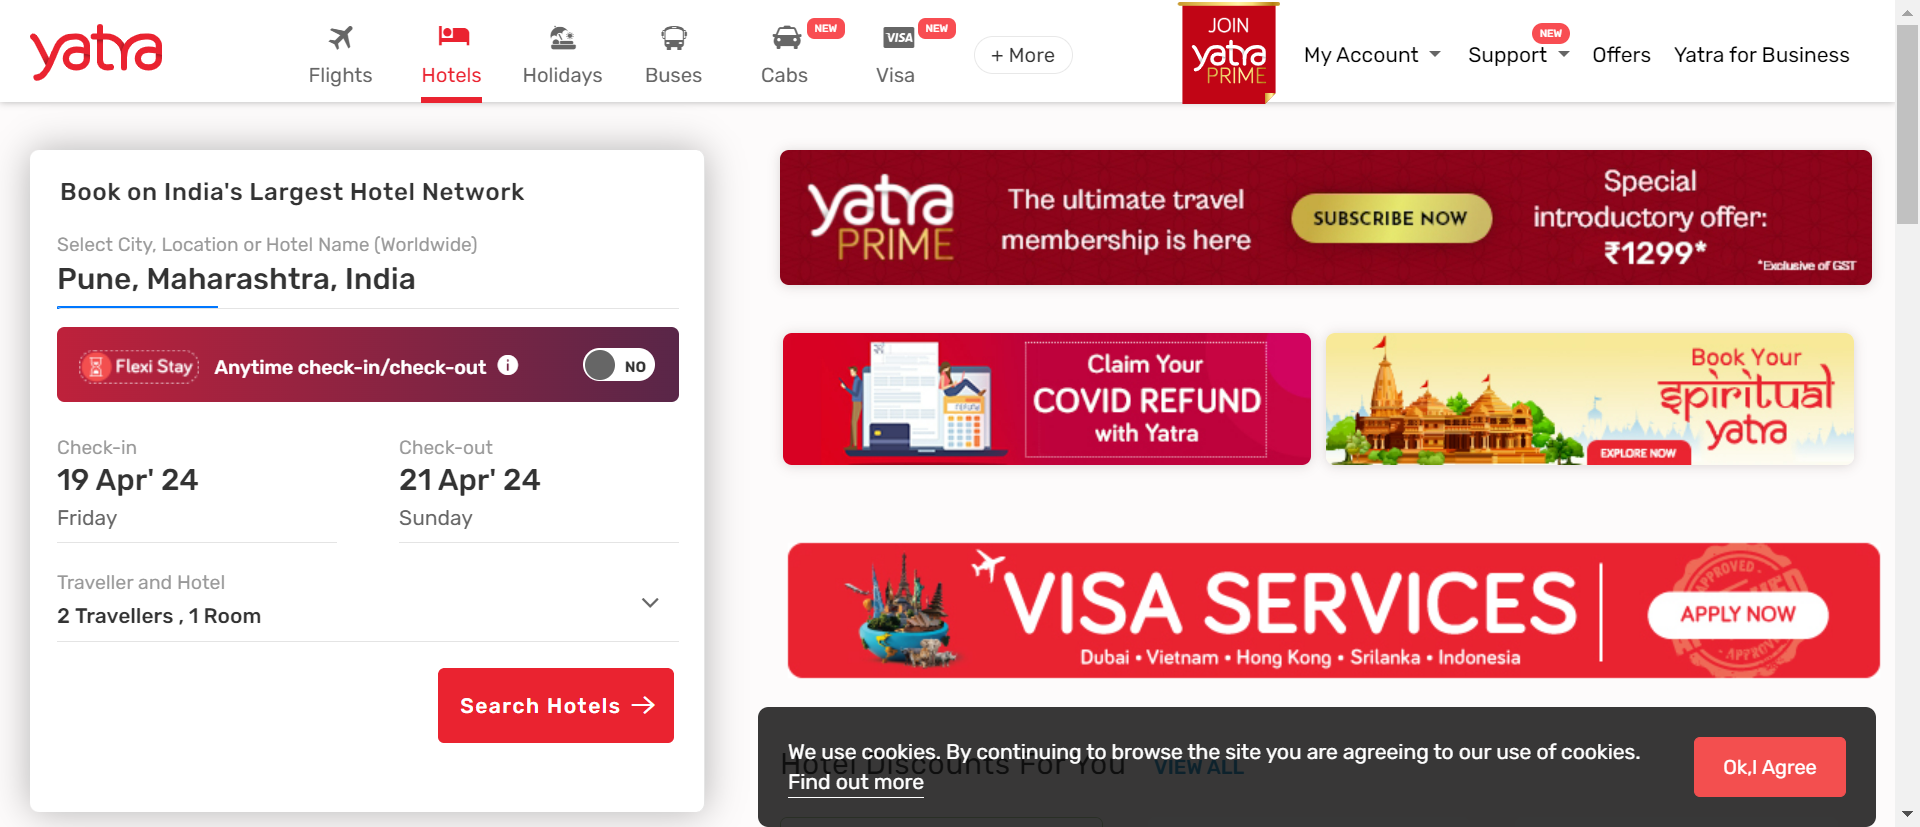 yatra
Flights
Hotels
Holidays
Buses
NEW
Cabs
VISA
NEW
Visa
+ More
JOIN
yatra
PRIME
My Account
NEW
Support
Offers
Yatra for Business
Book on India's Largest Hotel Network
Select City, Location or Hotel Name (Worldwide)
Pune, Maharashtra, India
Flexi Stay
Anytime check-in/check-out
i
NO
Check-in
19 Apr' 24
Friday
Check-out
21 Apr' 24
Sunday
Traveller and Hotel
2 Travellers , 1 Room
Search Hotels
yatra
PRIME
The ultimate travel
membership is here
SUBSCRIBE NOW
Special
introductory offer:
₹1299*
*Exclusive of GST
refund
Claim Your
COVID REFUND
with Yatra
Book Your
spiritual
yatra
EXPLORE NOW
VISA SERVICES
Dubai • Vietnam • Hong Kong • Srilanka • Indonesia
APPROVED
APPLY NOW
APPROVED
Hotel Discounts For You
VIEW ALL
We use cookies. By continuing to browse the site you are agreeing to our use of cookies.
Find out more
Ok,I Agree